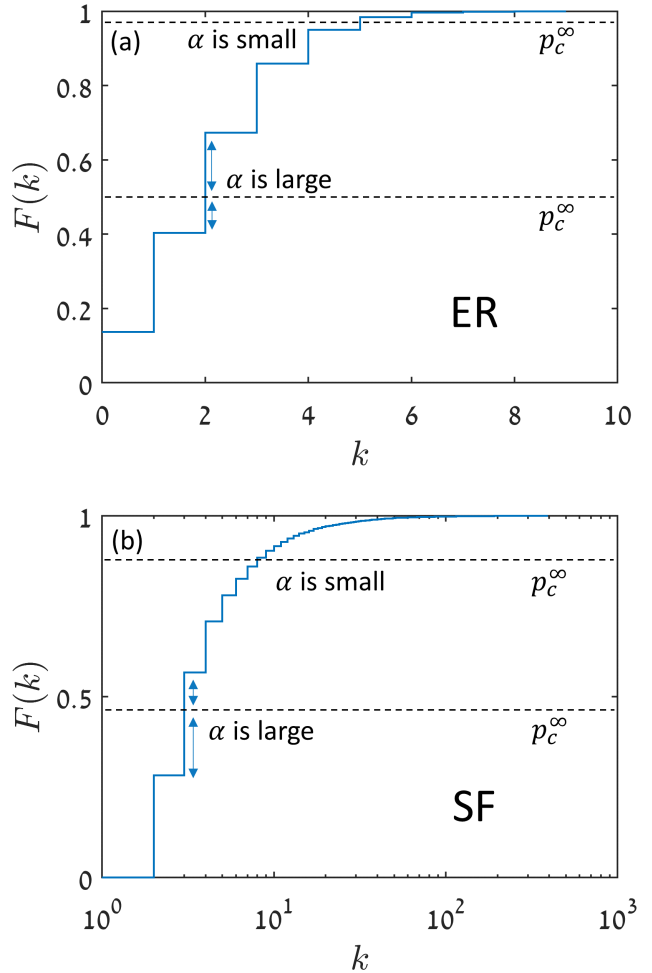 1
(a)
α is small
p_c^∞
0.8
0.6
α is large
F(k)
p_c^∞
0.4
0.2
ER
0
0 2 4 6 8 10
k
1
(b)
α is small
p_c^∞
F(k)
0.5
α is large
p_c^∞
SF
0
10^0 10^1 10^2 10^3
k